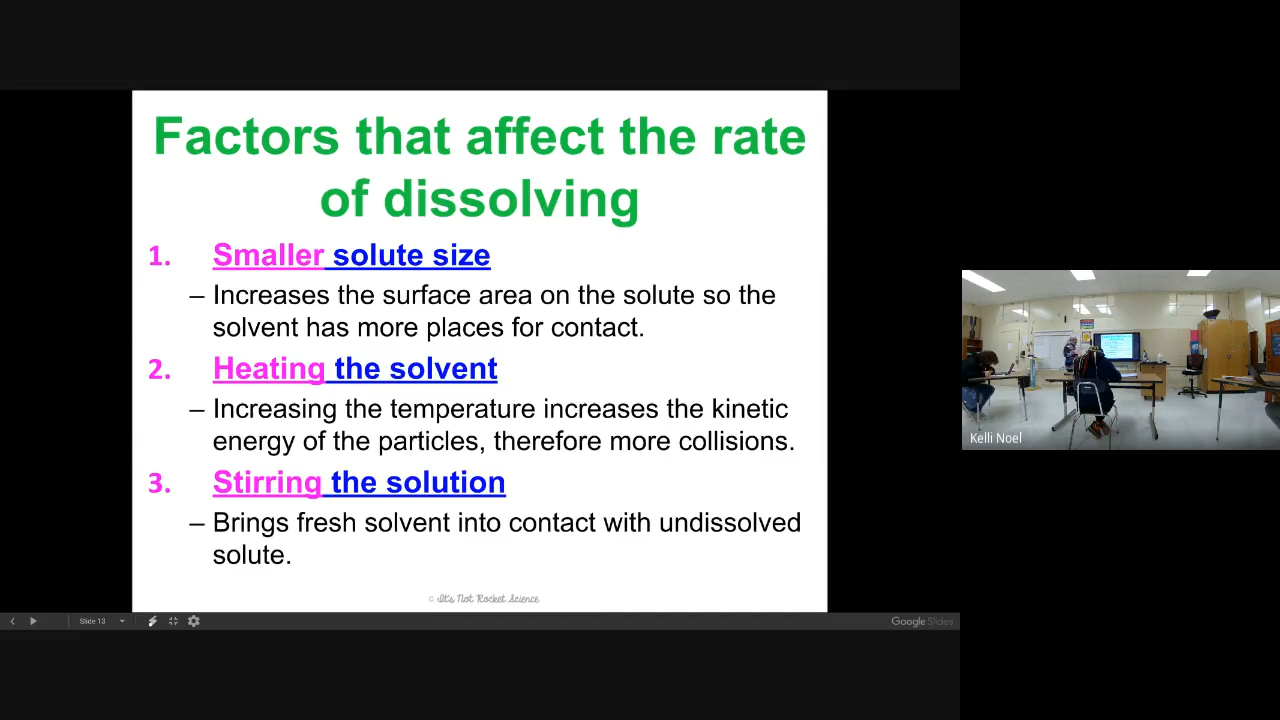 Factors that affect the rate
of dissolving
1. Smaller solute size
– Increases the surface area on the solute so the
solvent has more places for contact.
2. Heating the solvent
– Increasing the temperature increases the kinetic
energy of the particles, therefore more collisions.
3. Stirring the solution
– Brings fresh solvent into contact with undissolved
solute.
© It's Not Rocket Science
Slide 13
Google Slides
Kelli Noel